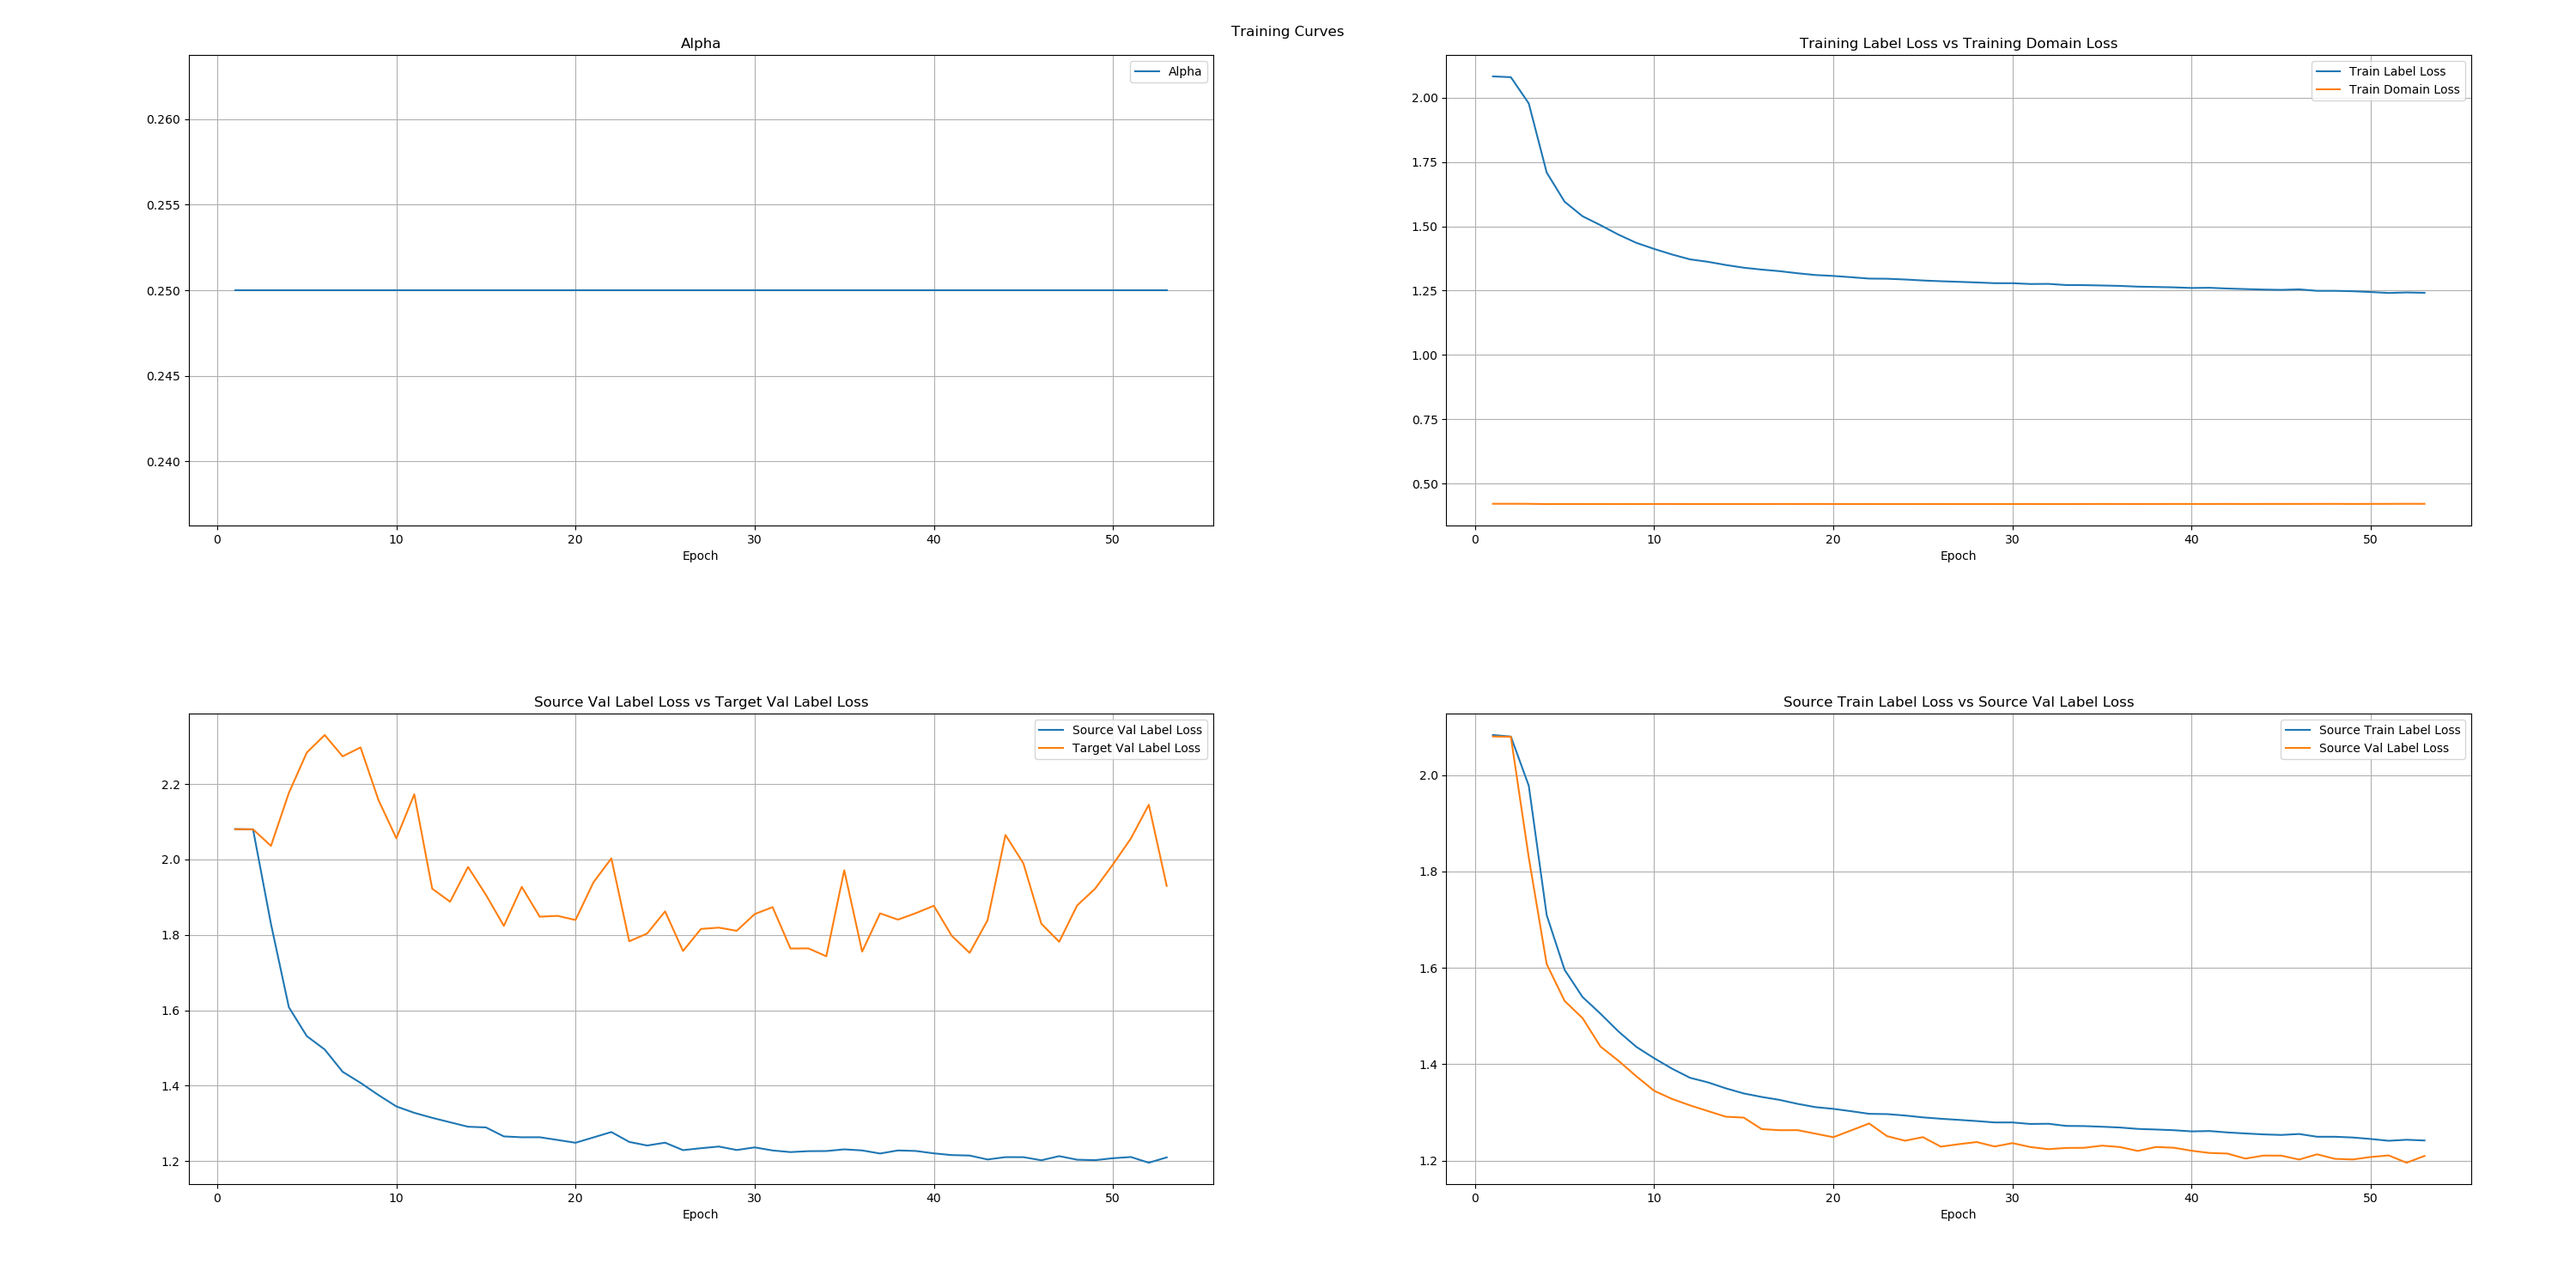 Training Curves
Alpha
Alpha
0.260
0.255
0.250
0.245
0.240
0 10 20 30 40 50
Epoch
Training Label Loss vs Training Domain Loss
Train Label Loss
Train Domain Loss
2.00
1.75
1.50
1.25
1.00
0.75
0.50
0 10 20 30 40 50
Epoch
Source Val Label Loss vs Target Val Label Loss
Source Val Label Loss
Target Val Label Loss
2.2
2.0
1.8
1.6
1.4
1.2
0 10 20 30 40 50
Epoch
Source Train Label Loss vs Source Val Label Loss
Source Train Label Loss
Source Val Label Loss
2.0
1.8
1.6
1.4
1.2
0 10 20 30 40 50
Epoch